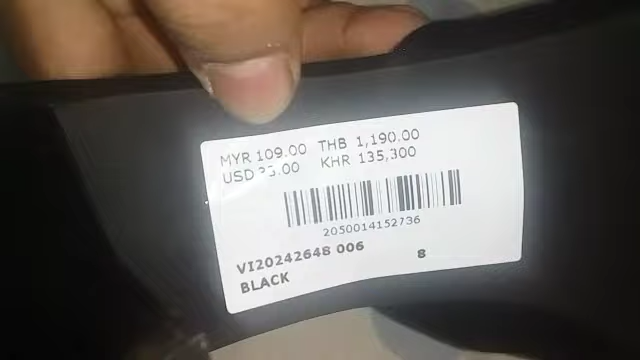 MYR 109.00 THB 1,190.00
USD KHR 135,300
2050014152736
VI20242648 006
8
BLACK